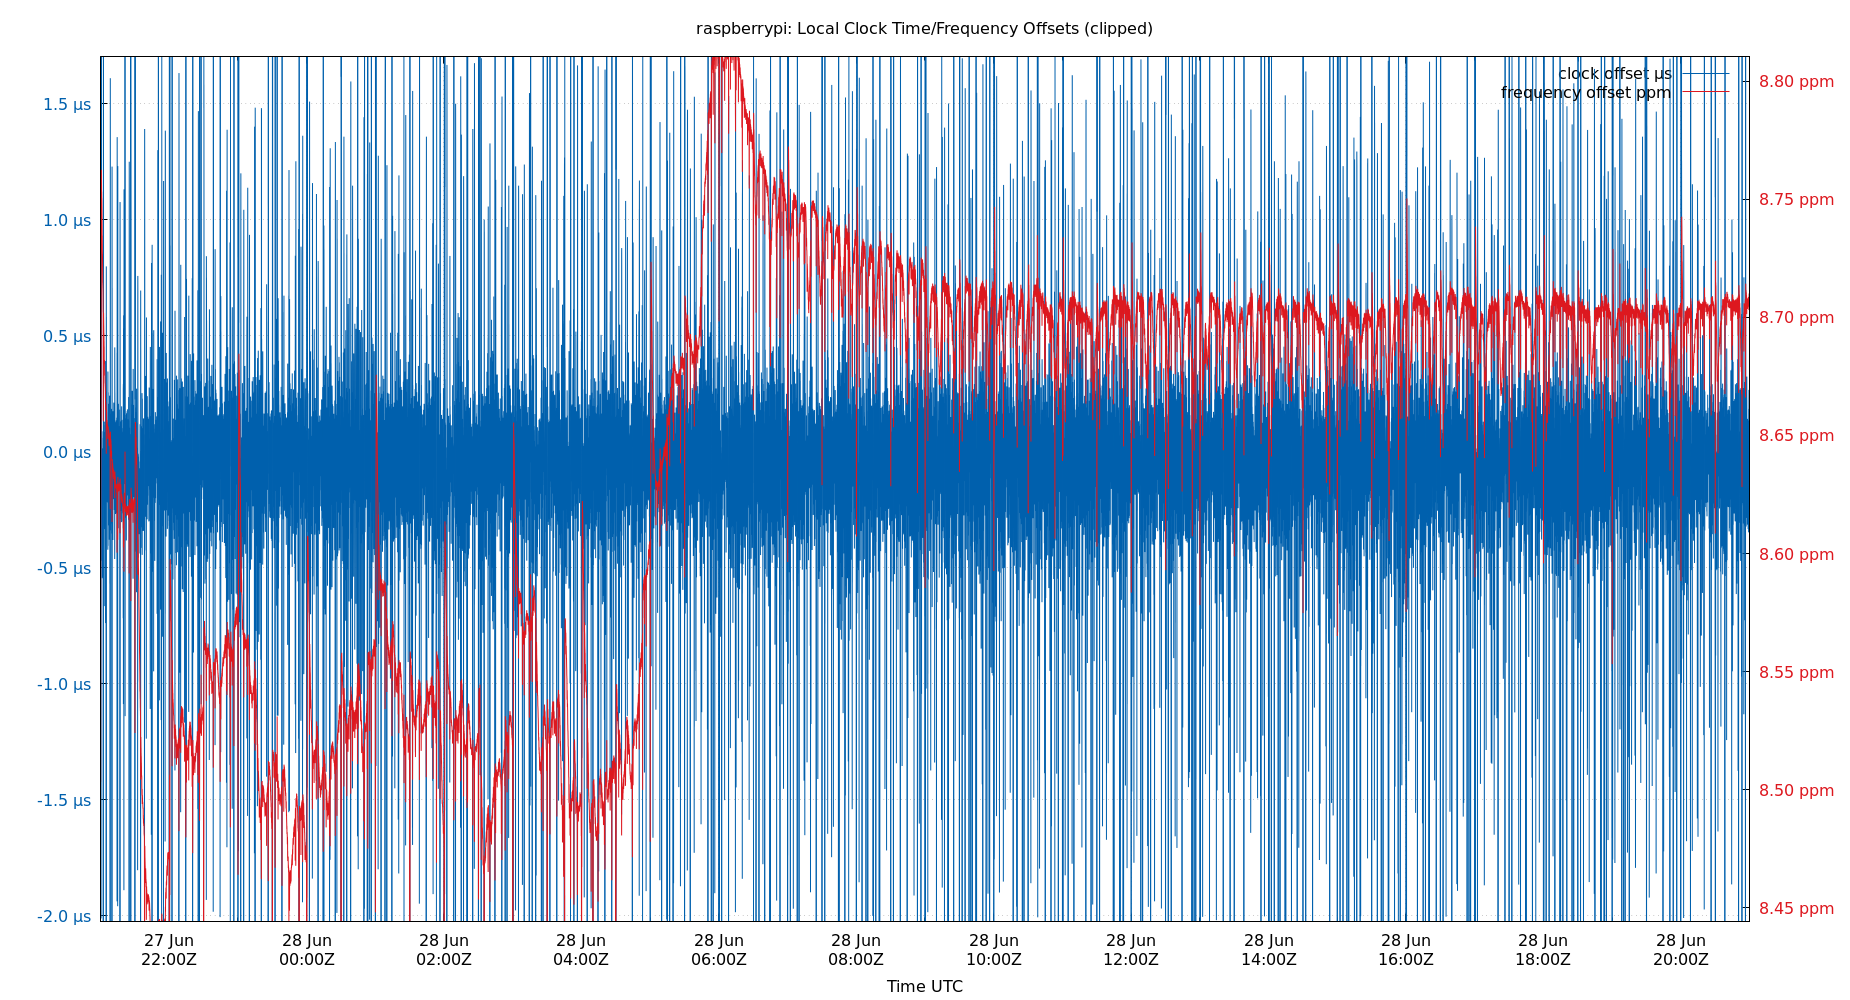 raspberrypi: Local Clock Time/Frequency Offsets (clipped)
clock offset µs
frequency offset ppm
1.5 µs
1.0 µs
0.5 µs
0.0 µs
-0.5 µs
-1.0 µs
-1.5 µs
-2.0 µs
8.80 ppm
8.75 ppm
8.70 ppm
8.65 ppm
8.60 ppm
8.55 ppm
8.50 ppm
8.45 ppm
27 Jun 28 Jun 28 Jun 28 Jun 28 Jun 28 Jun 28 Jun 28 Jun 28 Jun 28 Jun 28 Jun 28 Jun
22:00Z 00:00Z 02:00Z 04:00Z 06:00Z 08:00Z 10:00Z 12:00Z 14:00Z 16:00Z 18:00Z 20:00Z
Time UTC